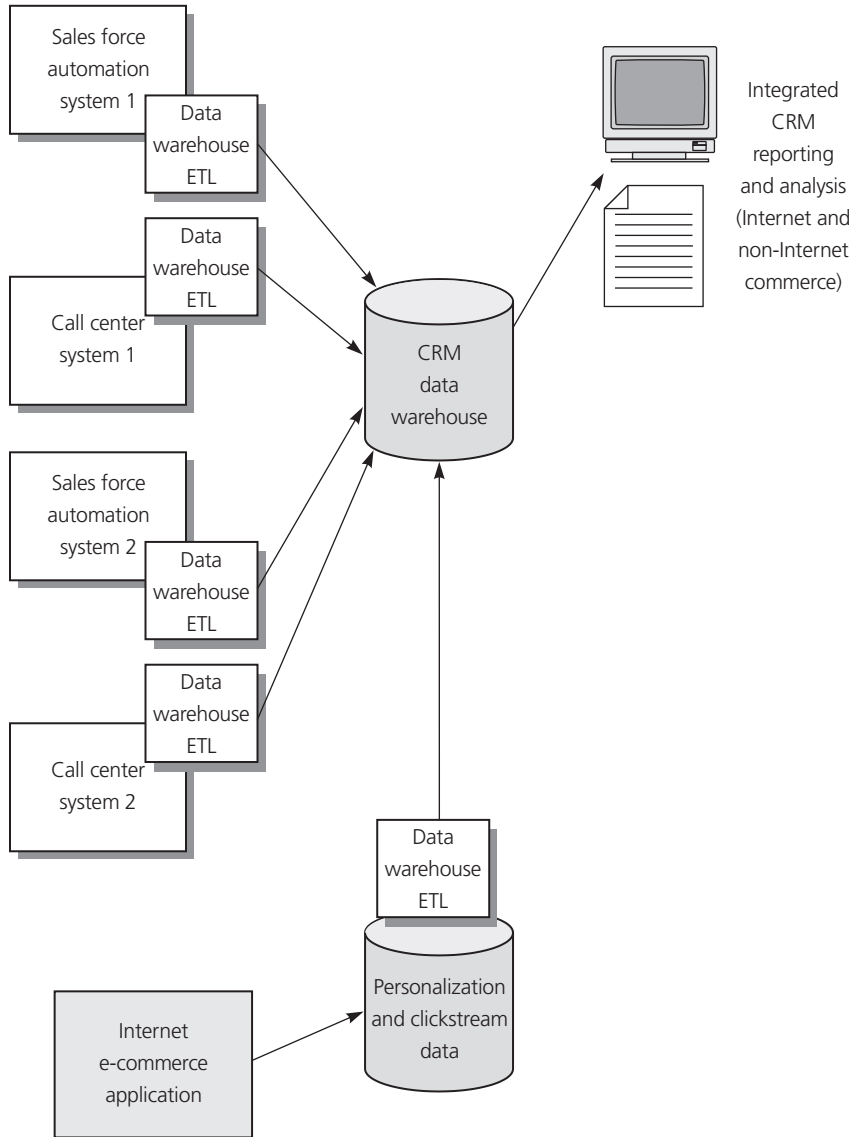 Sales force
automation
system 1
Data
warehouse
ETL
Data
warehouse
ETL
Call center
system 1
Sales force
automation
system 2
Data
warehouse
ETL
Data
warehouse
ETL
Call center
system 2
CRM
data
warehouse
Integrated
CRM
reporting
and analysis
(Internet and
non-Internet
commerce)
Data
warehouse
ETL
Personalization
and clickstream
data
Internet
e-commerce
application